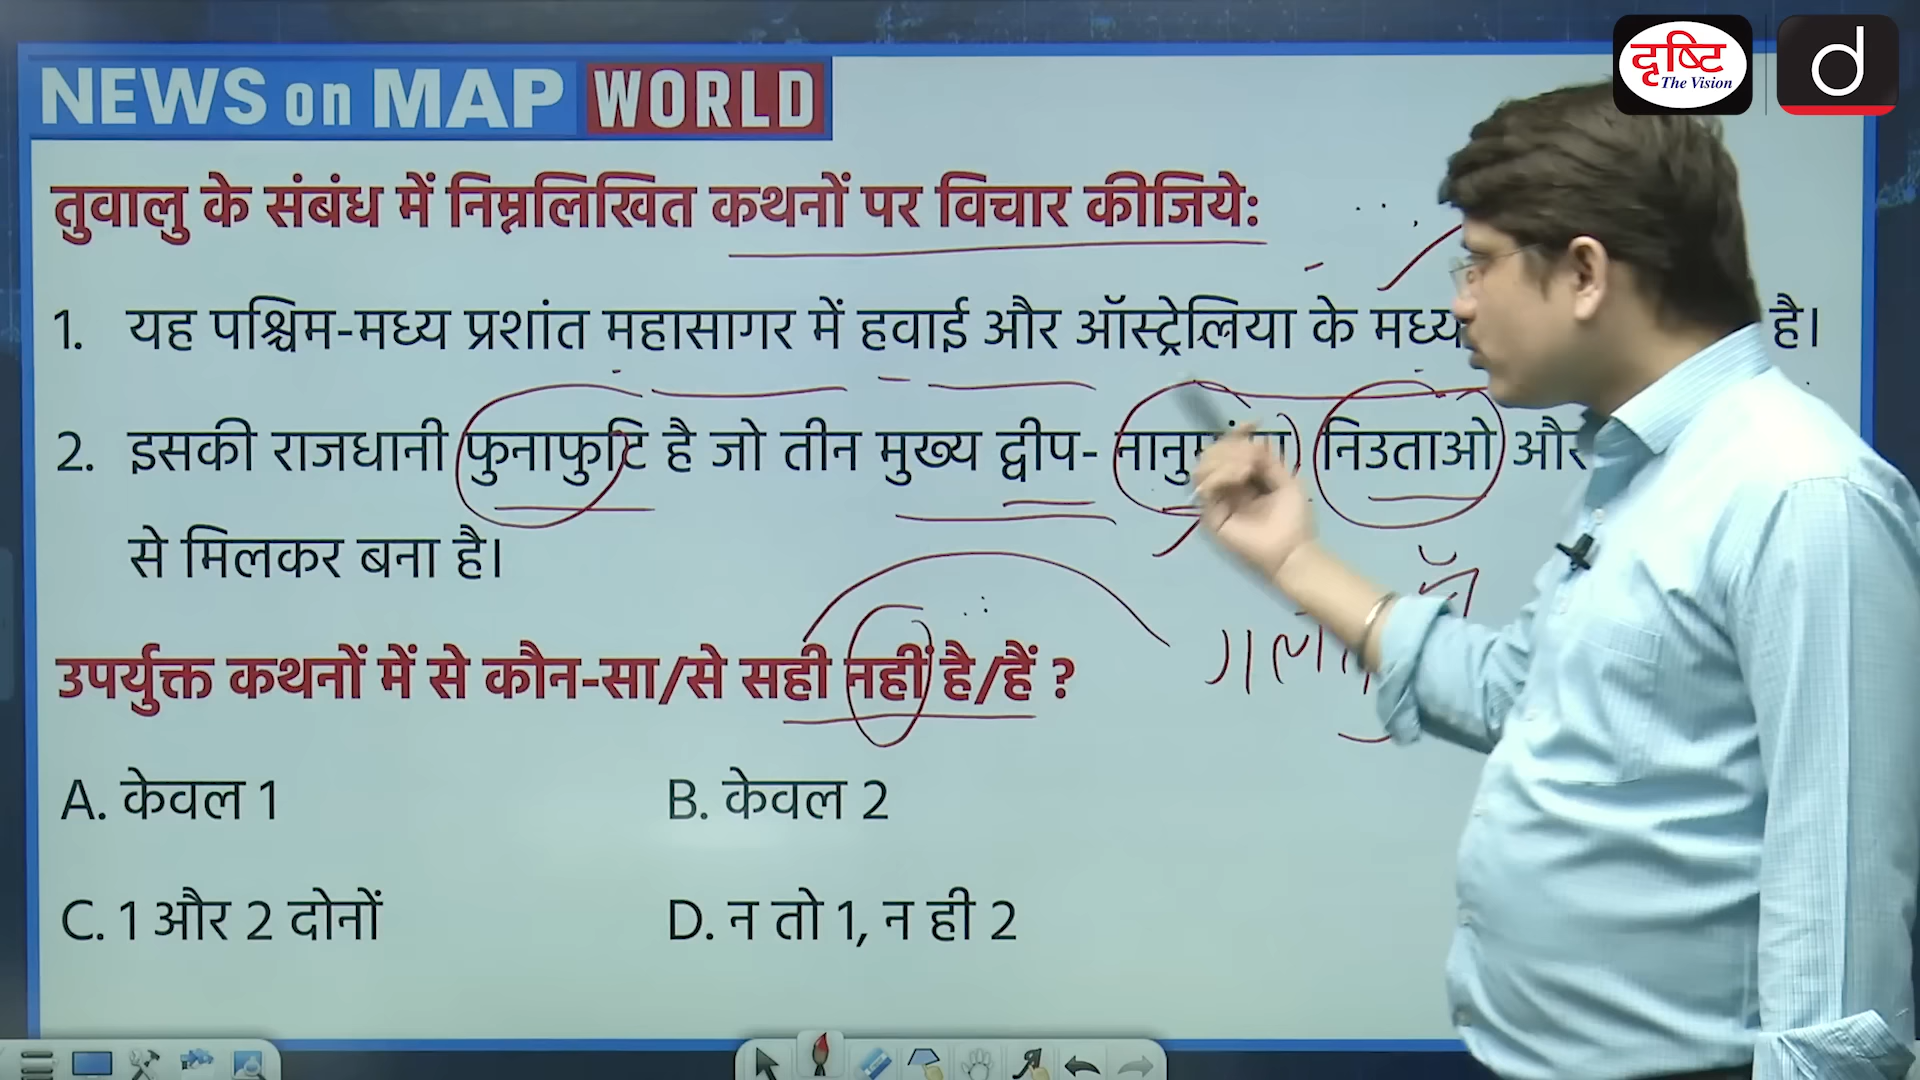 दृष्टि
The Vision
d
NEWS on MAP WORLD
तुवालु के संबंध में निम्नलिखित कथनों पर विचार कीजिये:
1. यह पश्चिम-मध्य प्रशांत महासागर में हवाई और ऑस्ट्रेलिया के मध्य है।
2. इसकी राजधानी फुनाफुटि है जो तीन मुख्य द्वीप- निउताओ और
से मिलकर बना है।
उपर्युक्त कथनों में से कौन-सा/से सही नहीं है/हैं ?
A. केवल 1
B. केवल 2
C. 1 और 2 दोनों
D. न तो 1, न ही 2